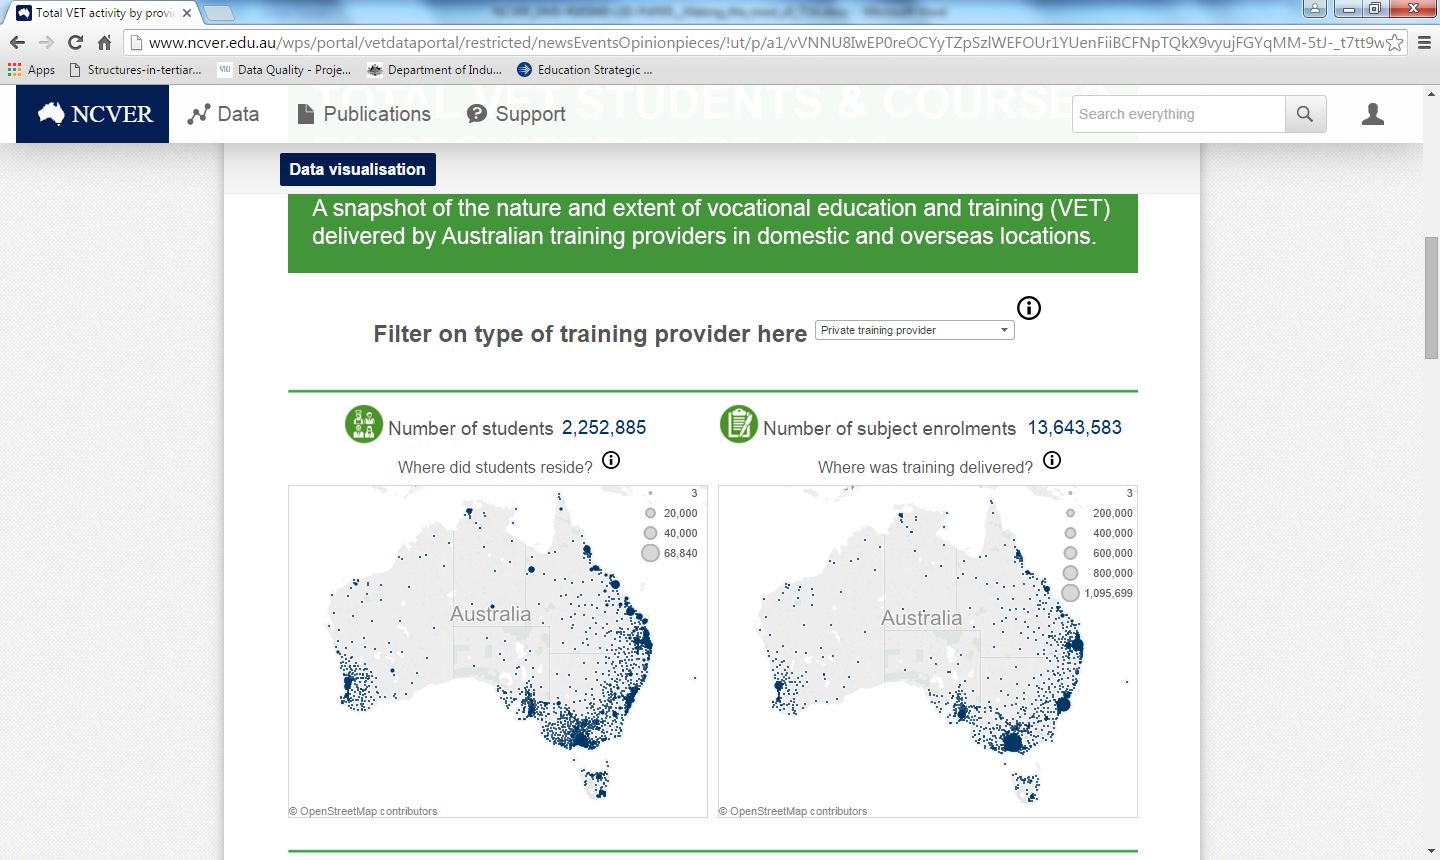 Total VET activity by provid
www.ncver.edu.au/wps/portal/vetdataportal/restricted/newsEventsOpinionpieces/!ut/p/a1/vVNNU8IwEP0reOCYyTZpSzlWEFOUr1YUenFiiBCFNpTQkX9vyujFGYqMM-5tJ-_t7tt9w
Apps Structures-in-tertiar... Data Quality - Proje... Department of Indu... Education Strategic ...
NCVER Data Publications Support Search everything
TOTAL VET STUDENTS & COURSES
Data visualisation
A snapshot of the nature and extent of vocational education and training (VET)
delivered by Australian training providers in domestic and overseas locations.
Filter on type of training provider here Private training provider
Number of students 2,252,885
Where did students reside?
3
20,000
40,000
68,840
Australia
© OpenStreetMap contributors
Number of subject enrolments 13,643,583
Where was training delivered?
3
200,000
400,000
600,000
800,000
1,095,699
Australia
© OpenStreetMap contributors